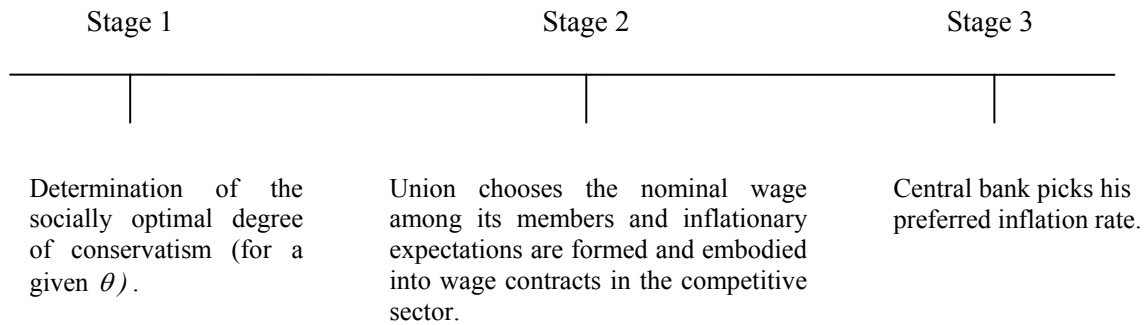 Stage 1 Stage 2 Stage 3
Determination of the
socially optimal degree
of conservatism (for a
given θ).
Union chooses the nominal wage
among its members and inflationary
expectations are formed and embodied
into wage contracts in the competitive
sector.
Central bank picks his
preferred inflation rate.